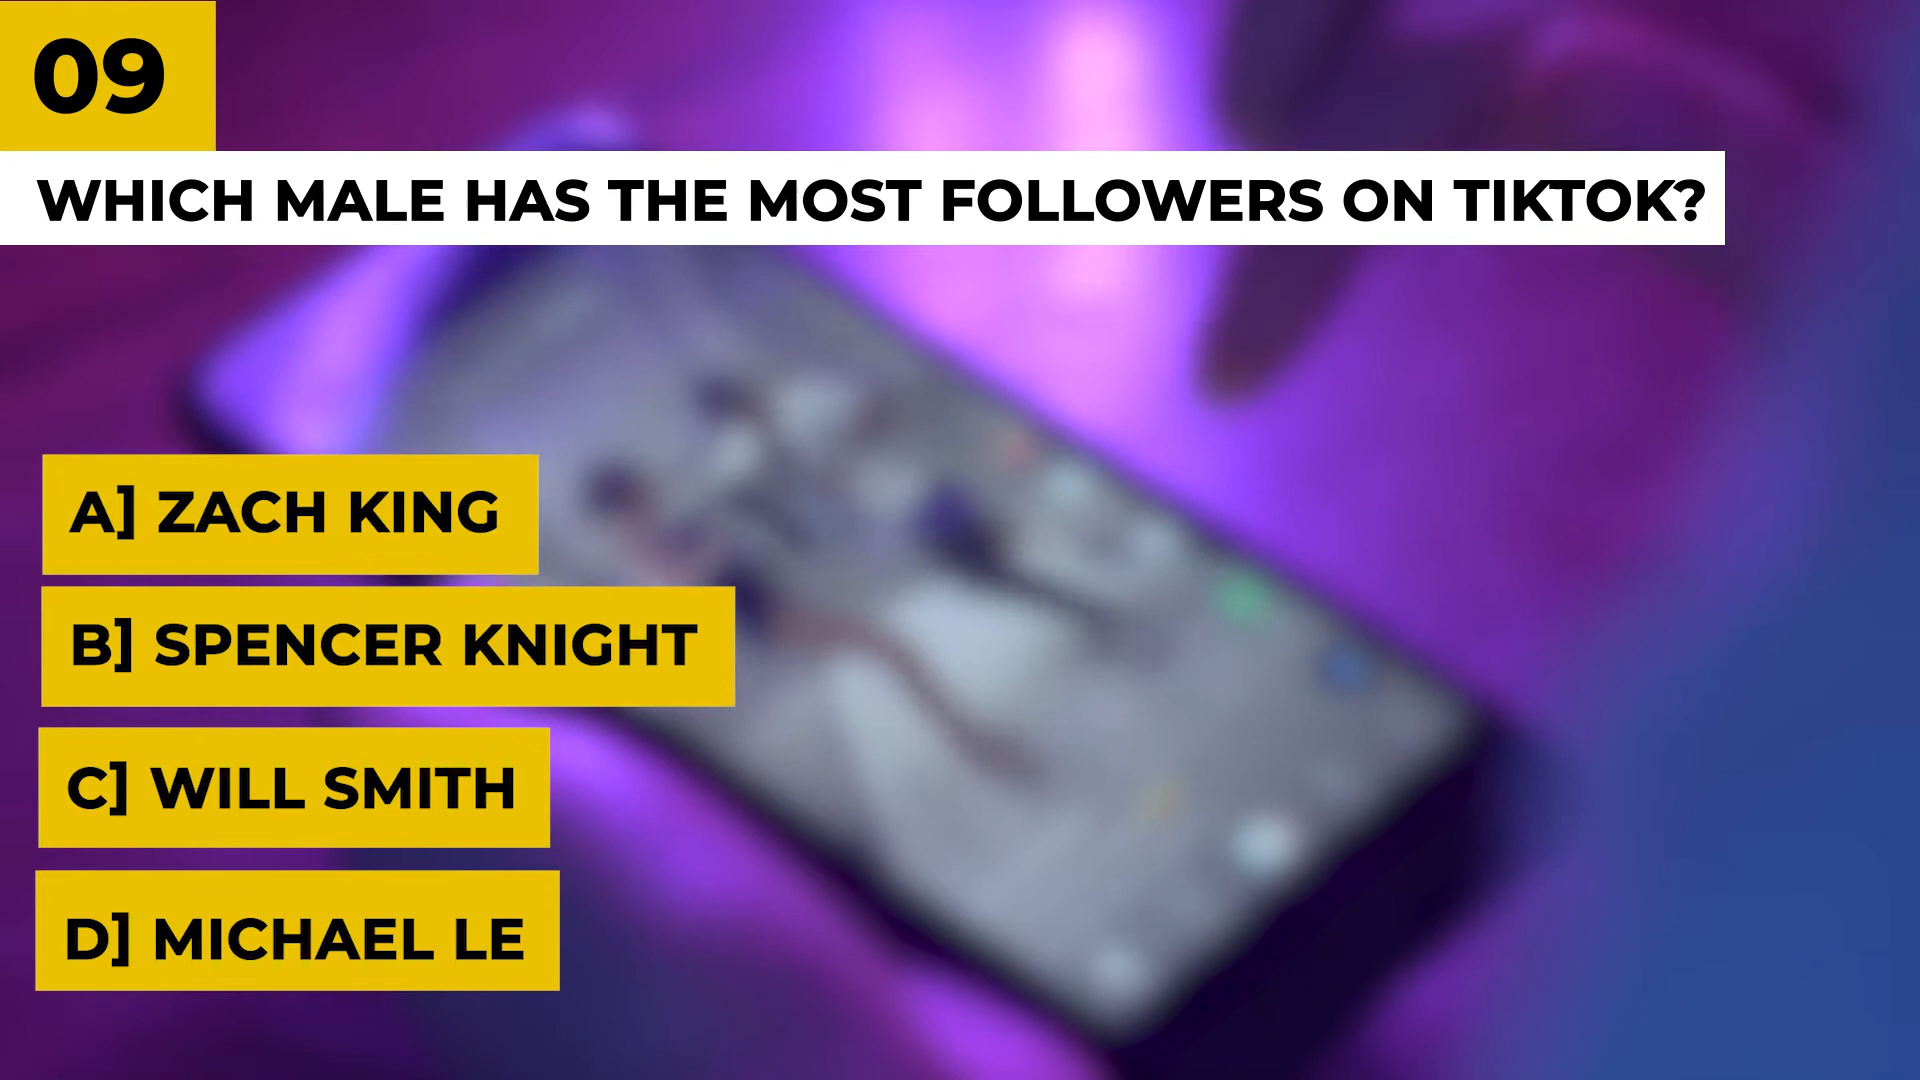 09
WHICH MALE HAS THE MOST FOLLOWERS ON TIKTOK?
A] ZACH KING
B] SPENCER KNIGHT
C] WILL SMITH
D] MICHAEL LE